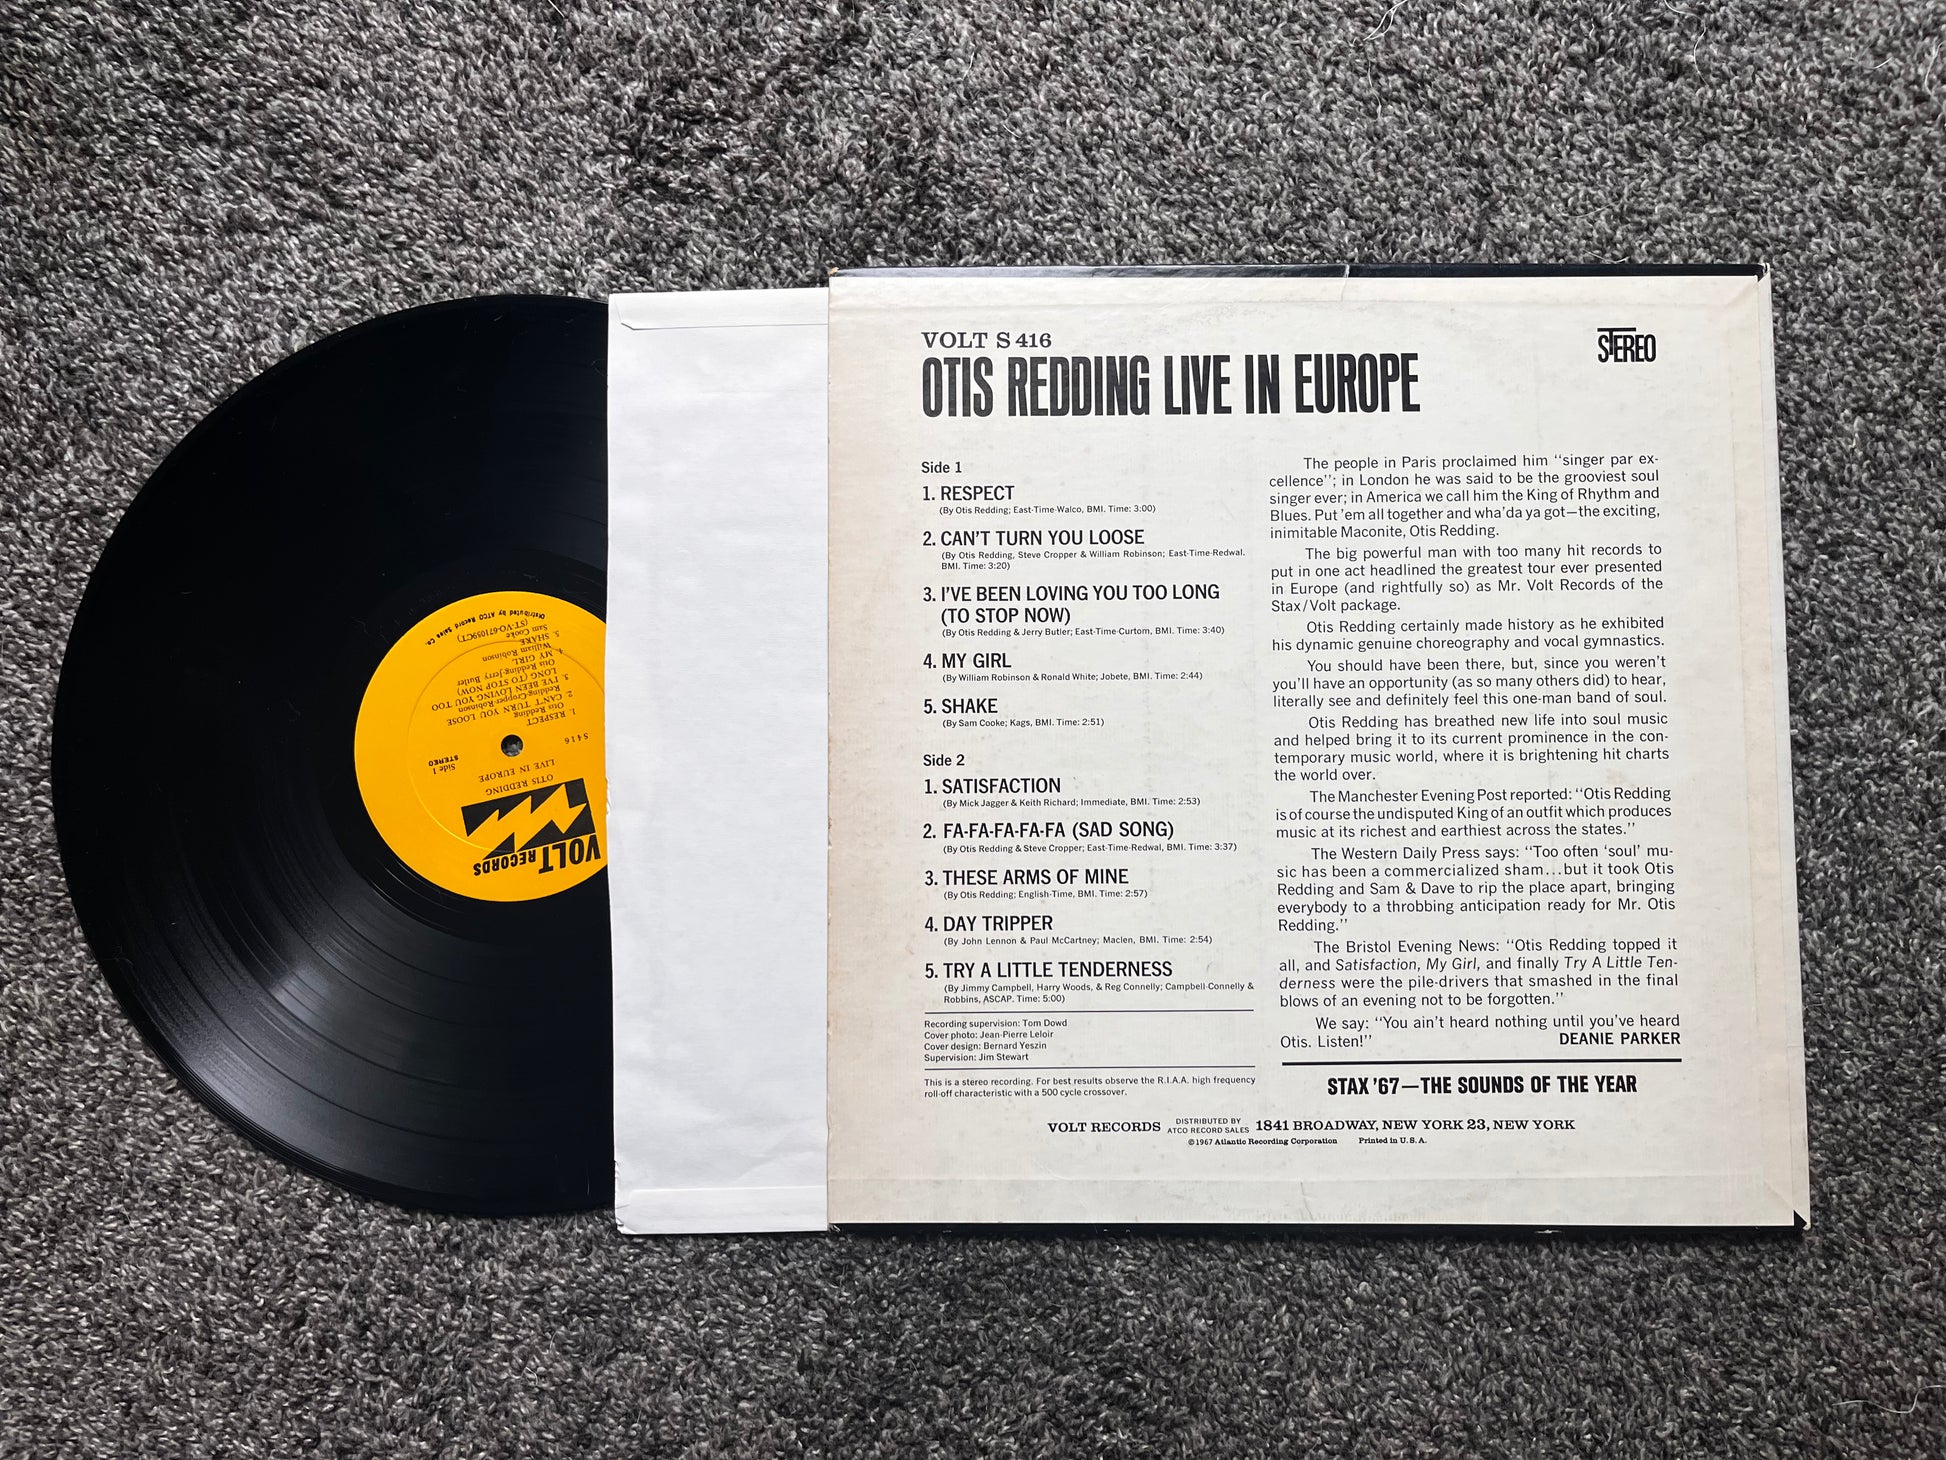 VOLT S 416
OTIS REDDING LIVE IN EUROPE
STEREO
Side 1
1. RESPECT
(By Otis Redding; East-Time-Walco, BMI. Time: 3:00)
2. CAN'T TURN YOU LOOSE
(By Otis Redding, Steve Cropper & William Robinson; East-Time-Redwal.
BMI. Time: 3:20)
3. I'VE BEEN LOVING YOU TOO LONG
(TO STOP NOW)
(By Otis Redding & Jerry Butler; East-Time-Curtom, BMI. Time: 3:40)
4. MY GIRL
(By William Robinson & Ronald White; Jobete, BMI. Time: 2:44)
5. SHAKE
(By Sam Cooke; Kags, BMI. Time: 2:51)
Side 2
1. SATISFACTION
(By Mick Jagger & Keith Richard; Immediate, BMI. Time: 2:53)
2. FA-FA-FA-FA-FA (SAD SONG)
(By Otis Redding & Steve Cropper; East-Time-Redwal, BMI. Time: 3:37)
3. THESE ARMS OF MINE
(By Otis Redding; English-Time, BMI. Time: 2:57)
4. DAY TRIPPER
(By John Lennon & Paul McCartney; Maclen, BMI. Time: 2:54)
5. TRY A LITTLE TENDERNESS
(By Jimmy Campbell, Harry Woods, & Reg Connelly; Campbell-Connelly &
Robbins, ASCAP. Time: 5:00)
Recording supervision: Tom Dowd
Cover photo: Jean-Pierre Leloir
Cover design: Bernard Yeszin
Supervision: Jim Stewart
This is a stereo recording. For best results observe the R.I.A.A. high frequency
roll-off characteristic with a 500 cycle crossover.
The people in Paris proclaimed him "singer par ex-
cellence"; in London he was said to be the grooviest soul
singer ever; in America we call him the King of Rhythm and
Blues. Put 'em all together and wha'da ya got—the exciting,
inimitable Maconite, Otis Redding.
The big powerful man with too many hit records to
put in one act headlined the greatest tour ever presented
in Europe (and rightfully so) as Mr. Volt Records of the
Stax/Volt package.
Otis Redding certainly made history as he exhibited
his dynamic genuine choreography and vocal gymnastics.
You should have been there, but, since you weren't
you'll have an opportunity (as so many others did) to hear,
literally see and definitely feel this one-man band of soul.
Otis Redding has breathed new life into soul music
and helped bring it to its current prominence in the con-
temporary music world, where it is brightening hit charts
the world over.
The Manchester Evening Post reported: "Otis Redding
is of course the undisputed King of an outfit which produces
music at its richest and earthiest across the states."
The Western Daily Press says: "Too often 'soul' mu-
sic has been a commercialized sham...but it took Otis
Redding and Sam & Dave to rip the place apart, bringing
everybody to a throbbing anticipation ready for Mr. Otis
Redding."
The Bristol Evening News: "Otis Redding topped it
all, and Satisfaction, My Girl, and finally Try A Little Ten-
derness were the pile-drivers that smashed in the final
blows of an evening not to be forgotten."
We say: "You ain't heard nothing until you've heard
Otis. Listen!" DEANIE PARKER
STAX '67—THE SOUNDS OF THE YEAR
VOLT RECORDS DISTRIBUTED BY ATCO RECORD SALES 1841 BROADWAY, NEW YORK 23, NEW YORK
© 1967 Atlantic Recording Corporation Printed in U. S. A.
VOLT
RECORDS
OTIS REDDING
LIVE IN EUROPE
Side 1
STEREO
S 416
1. RESPECT
Otis Redding
2. CAN'T TURN YOU LOOSE
Redding-Cropper-Robinson
3. I'VE BEEN LOVING YOU TOO
LONG (TO STOP NOW)
Otis Redding-Jerry Butler
4. MY GIRL
William Robinson
5. SHAKE
Sam Cooke
(ST-VO-671059CT)
Distributed by ATCO Record Sales Co.